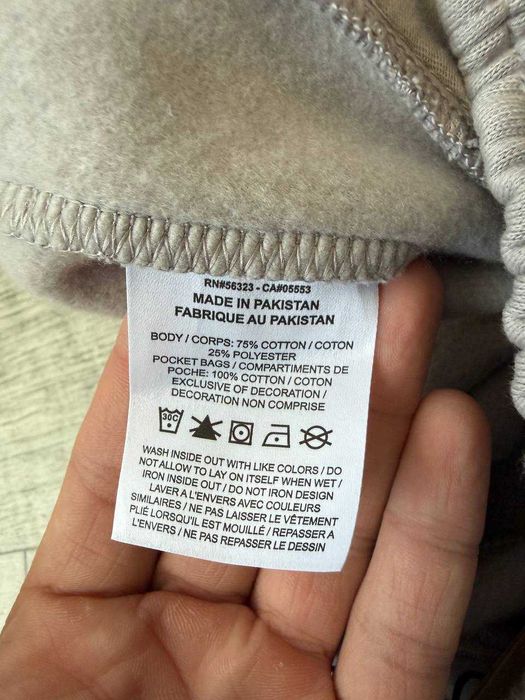 RN#56323 - CA#05553
MADE IN PAKISTAN
FABRIQUE AU PAKISTAN
BODY / CORPS: 75% COTTON / COTON
25% POLYESTER
POCKET BAGS / COMPARTIMENTS DE
POCHE: 100% COTTON / COTON
EXCLUSIVE OF DECORATION /
DECORATION NON COMPRISE
30C
WASH INSIDE OUT WITH LIKE COLORS / DO
NOT ALLOW TO LAY ON ITSELF WHEN WET /
IRON INSIDE OUT / DO NOT IRON DESIGN
LAVER A L'ENVERS AVEC COULEURS
SIMILAIRES / NE PAS LAISSER LE VÊTEMENT
PLIÉ LORSQU'IL EST MOUILLÉ / REPASSER A
L'ENVERS / NE PAS REPASSER LE DESSIN